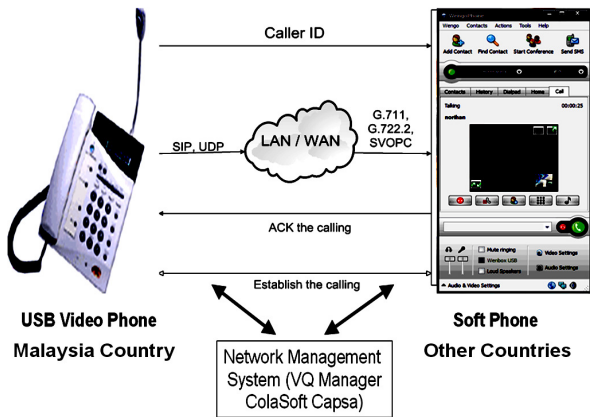 Caller ID
WengoPhone
Wengo Contacts Actions Tools Help
Add Contact Find Contact Start Conference Send SMS
Contacts History Dialpad Home Call
Talking 00:00:25
northan
SIP, UDP
LAN / WAN
G.711,
G.722.2,
SVOPC
ACK the calling
Establish the calling
Mute ringing
Wenbox USB
Loud Speakers
Video Settings
Audio Settings
Audio & Video Settings
USB Video Phone
Malaysia Country
Soft Phone
Other Countries
Network Management
System (VQ Manager
ColaSoft Capsa)